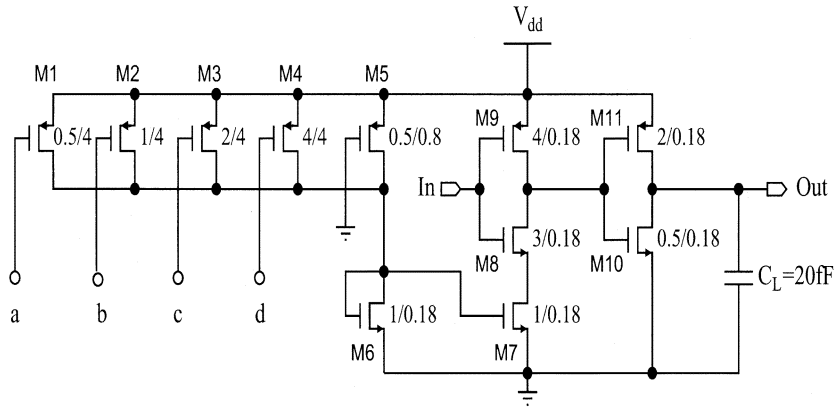 Vdd
M1 M2 M3 M4 M5
M9 M11
0.5/4 1/4 2/4 4/4 0.5/0.8 4/0.18 2/0.18
In Out
M8 3/0.18 M10 0.5/0.18
CL=20fF
a b c d
1/0.18 1/0.18
M6 M7